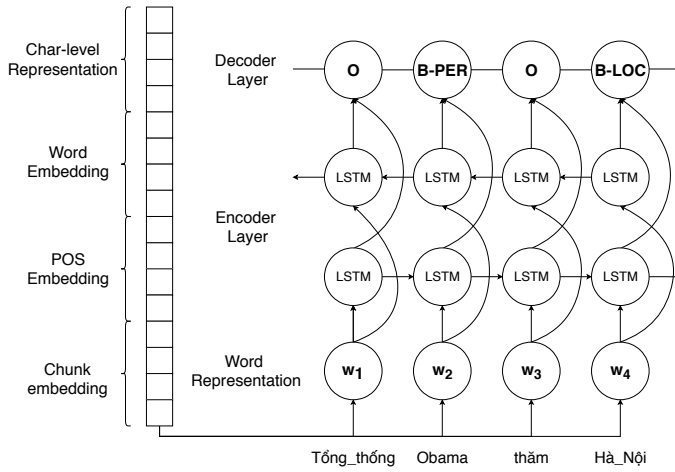 Char-level
Representation
Word
Embedding
POS
Embedding
Chunk
embedding
Decoder
Layer
O
B-PER
O
B-LOC
LSTM
LSTM
LSTM
LSTM
Encoder
Layer
LSTM
LSTM
LSTM
LSTM
Word
Representation
w1
w2
w3
w4
Tổng_thống
Obama
thăm
Hà_Nội